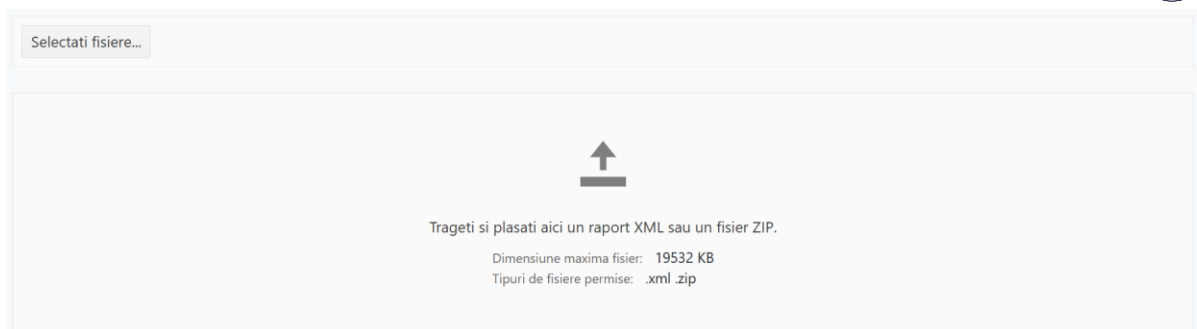 Selectati fisiere...
Trageti si plasati aici un raport XML sau un fisier ZIP.
Dimensiune maxima fisier: 19532 KB
Tipuri de fisiere permise: .xml .zip